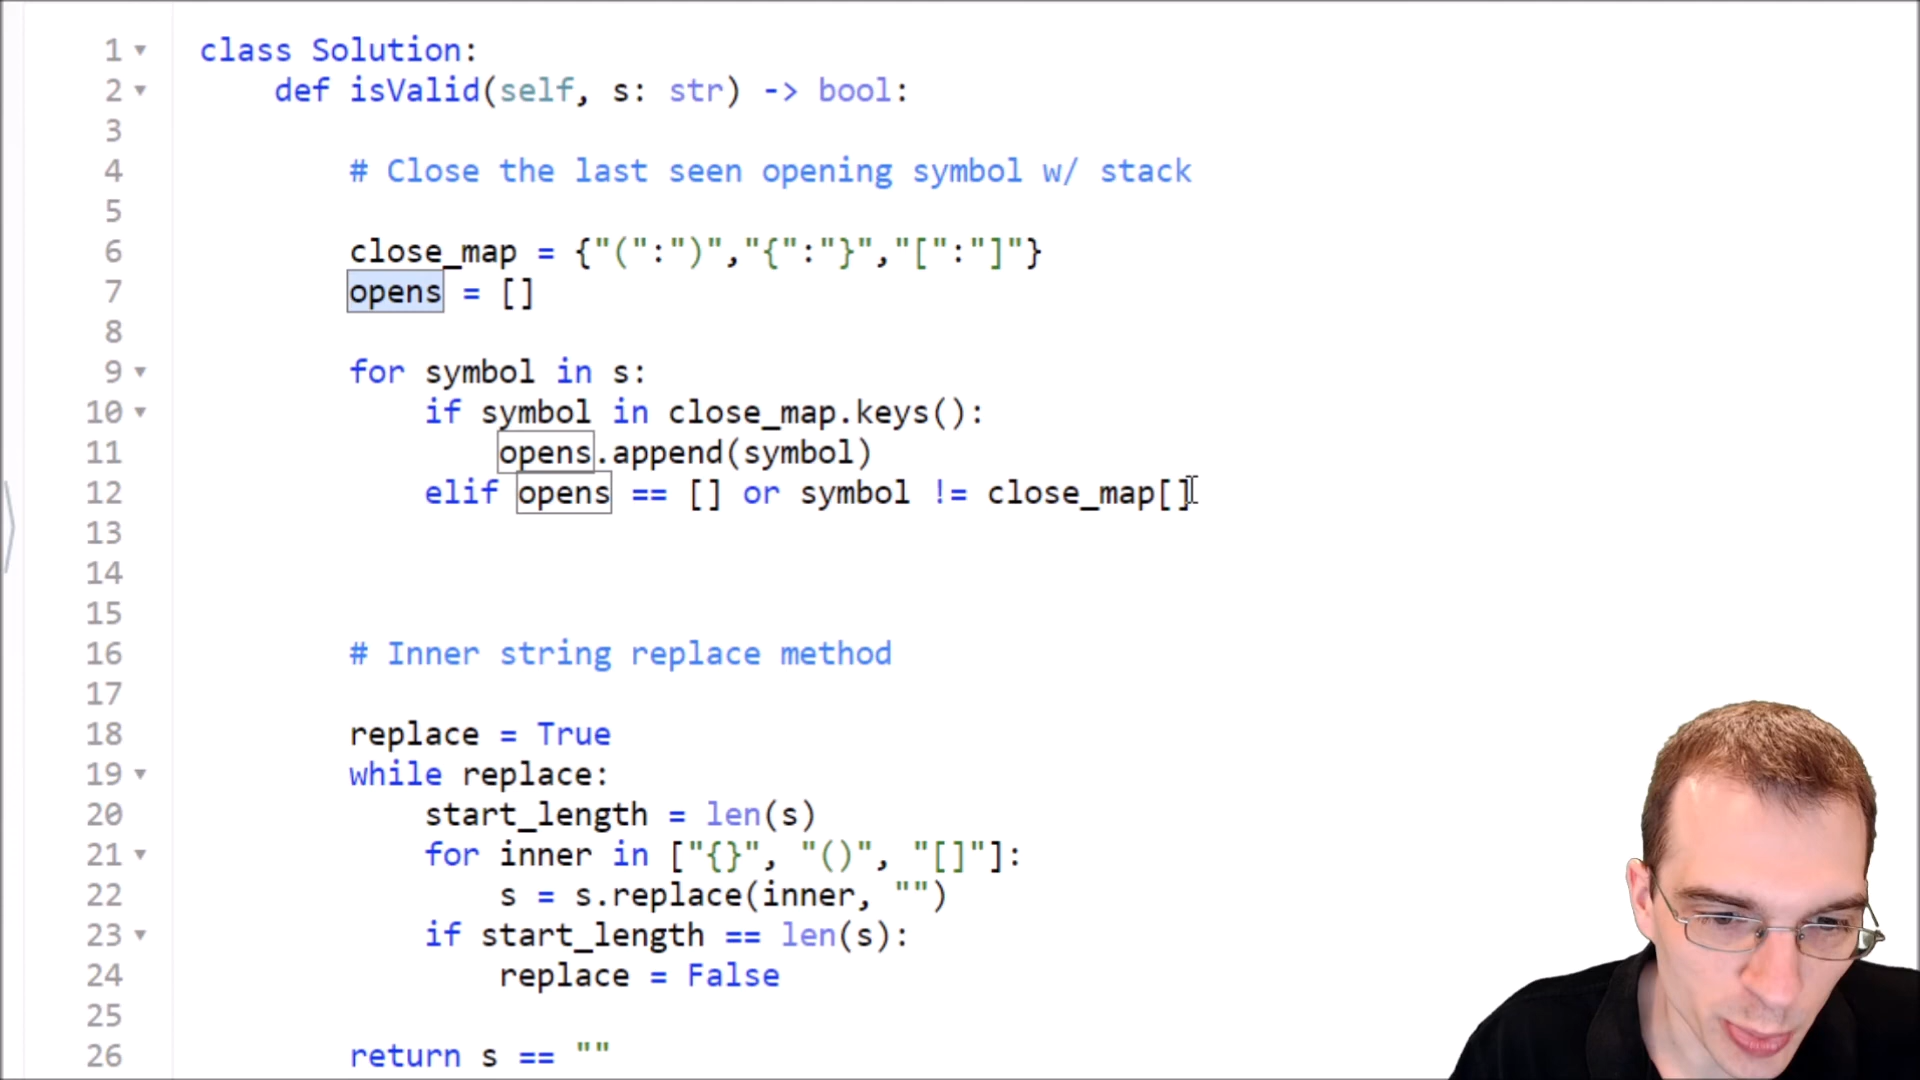 1 class Solution:
2 def isValid(self, s: str) -> bool:
3
4 # Close the last seen opening symbol w/ stack
5
6 close_map = {"(":")","{":"}","[":"]"}
7 opens = []
8
9 for symbol in s:
10 if symbol in close_map.keys():
11 opens.append(symbol)
12 elif opens == [] or symbol != close_map[]
13
14
15
16 # Inner string replace method
17
18 replace = True
19 while replace:
20 start_length = len(s)
21 for inner in ["{}", "()", "[]"]:
22 s = s.replace(inner, "")
23 if start_length == len(s):
24 replace = False
25
26 return s == ""